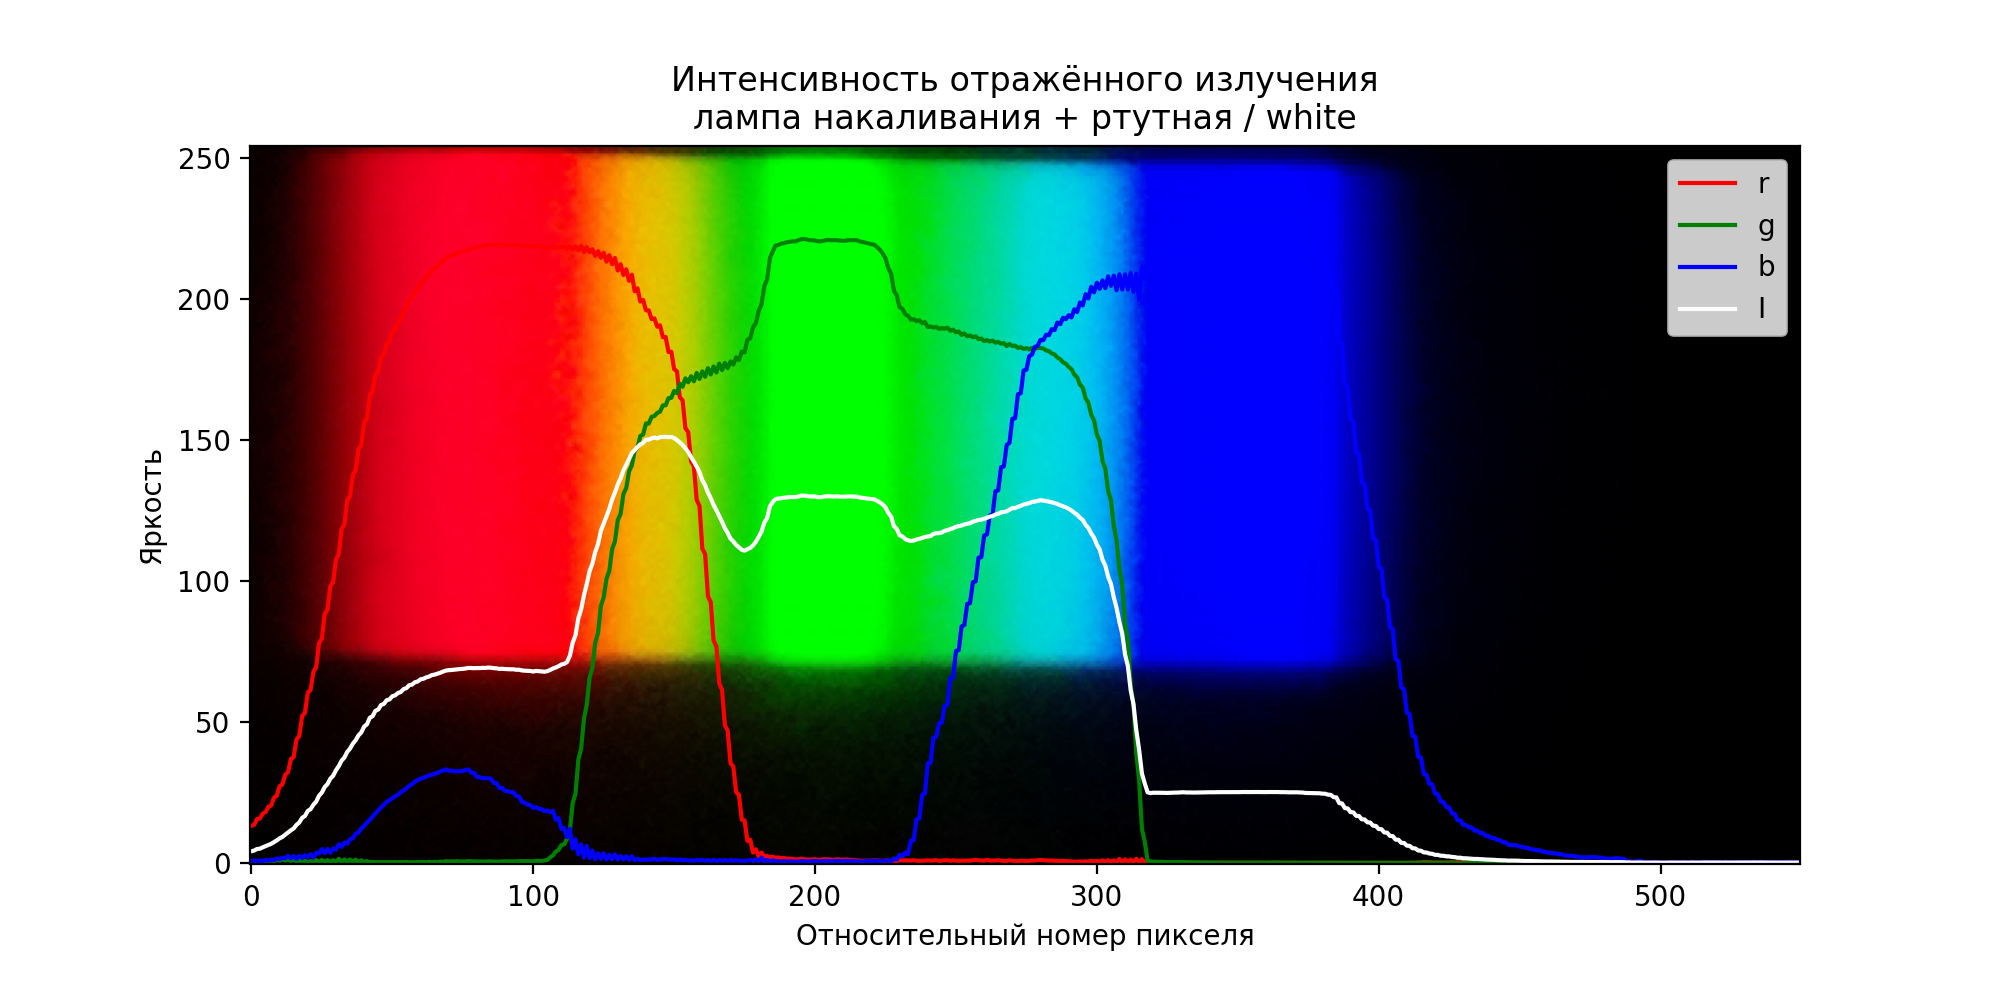 Интенсивность отражённого излучения
лампа накаливания + ртутная / white
Яркость
250
200
150
100
50
0
0 100 200 300 400 500
Относительный номер пикселя
r
g
b
l